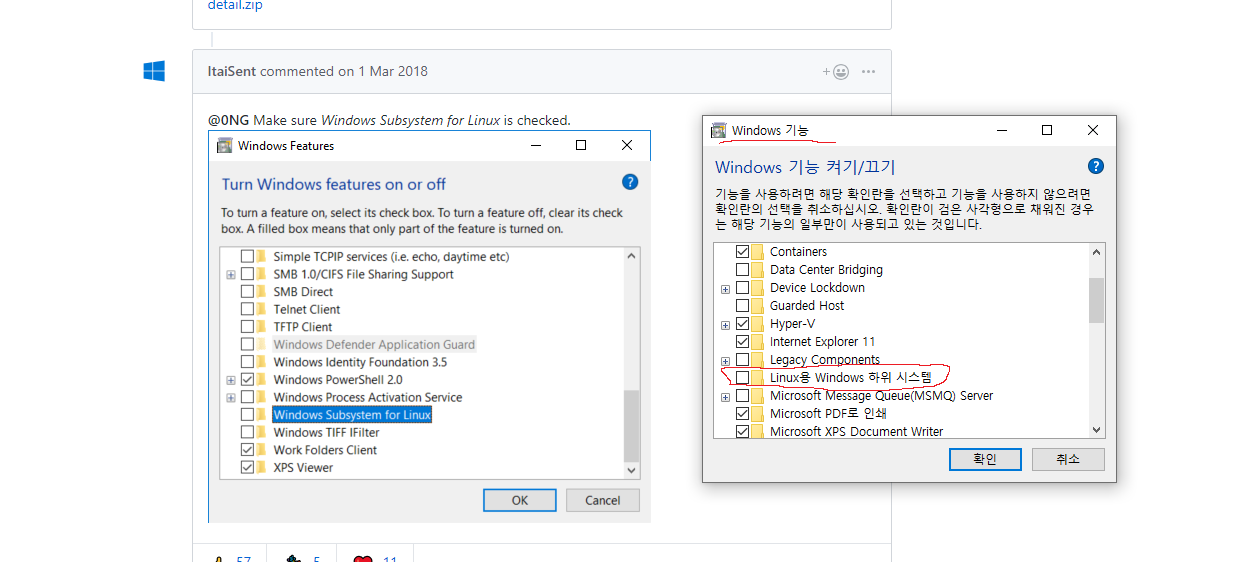 detail.zip
ItaiSent commented on 1 Mar 2018
@0NG Make sure Windows Subsystem for Linux is checked.
Windows Features
Turn Windows features on or off
To turn a feature on, select its check box. To turn a feature off, clear its check
box. A filled box means that only part of the feature is turned on.
Simple TCPIP services (i.e. echo, daytime etc)
SMB 1.0/CIFS File Sharing Support
SMB Direct
Telnet Client
TFTP Client
Windows Defender Application Guard
Windows Identity Foundation 3.5
Windows PowerShell 2.0
Windows Process Activation Service
Windows Subsystem for Linux
Windows TIFF IFilter
Work Folders Client
XPS Viewer
OK
Cancel
Windows 기능
Windows 기능 켜기/끄기
기능을 사용하려면 해당 확인란을 선택하고 기능을 사용하지 않으려면
확인란의 선택을 취소하십시오. 확인란이 검은 사각형으로 채워진 경우
는 해당 기능의 일부만이 사용되고 있는 것입니다.
Containers
Data Center Bridging
Device Lockdown
Guarded Host
Hyper-V
Internet Explorer 11
Legacy Components
Linux용 Windows 하위 시스템
Microsoft Message Queue(MSMQ) Server
Microsoft PDF로 인쇄
Microsoft XPS Document Writer
확인
취소
57
5
11